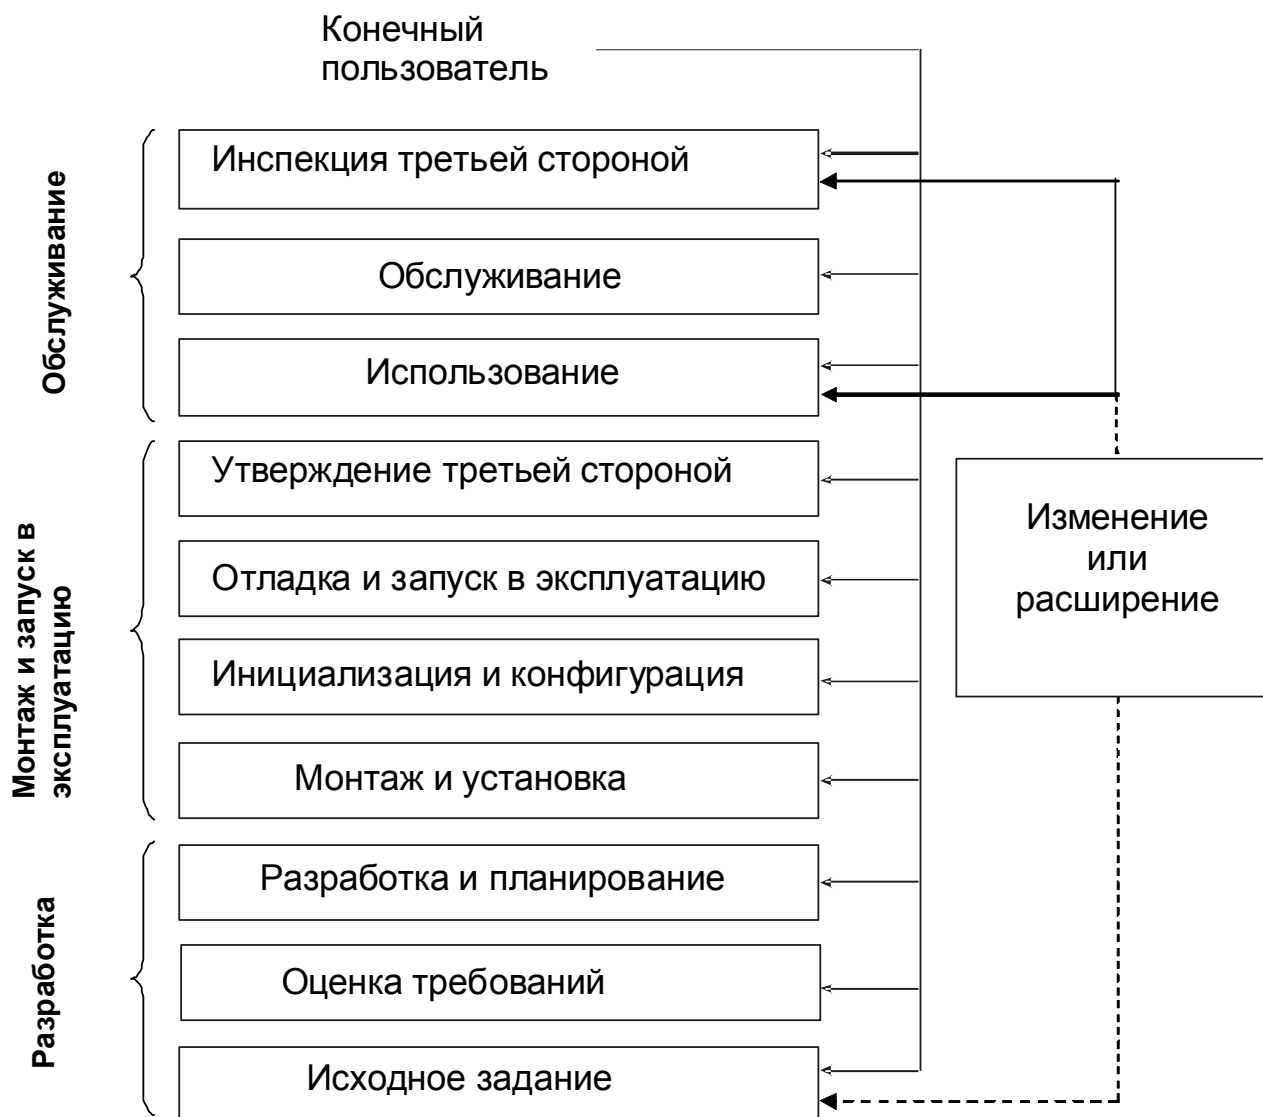 Конечный
пользователь
Обслуживание
Инспекция третьей стороной
Обслуживание
Использование
Монтаж и запуск в
эксплуатацию
Утверждение третьей стороной
Отладка и запуск в эксплуатацию
Инициализация и конфигурация
Монтаж и установка
Изменение
или
расширение
Разработка
Разработка и планирование
Оценка требований
Исходное задание